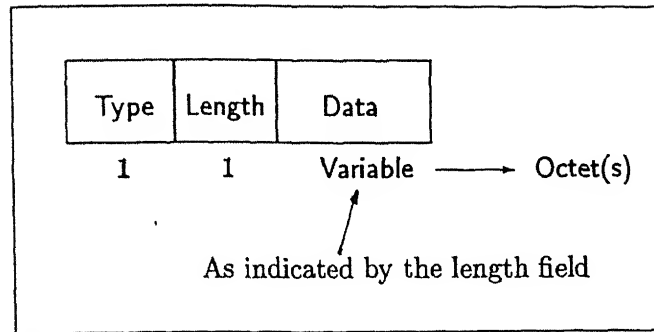 Type Length Data
1 1 Variable Octet(s)
As indicated by the length field